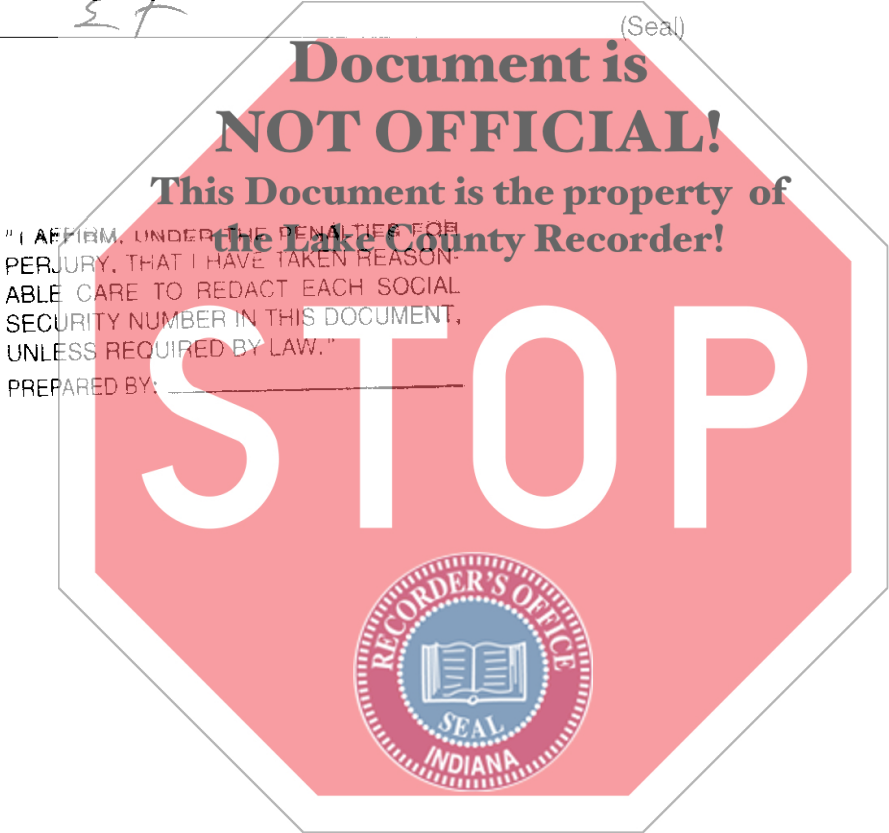 (Seal)
Document is
NOT OFFICIAL!
This Document is the property of
the Lake County Recorder!
"I AFFIRM, UNDER THE PENALTIES FOR
PERJURY, THAT I HAVE TAKEN REASON-
ABLE CARE TO REDACT EACH SOCIAL
SECURITY NUMBER IN THIS DOCUMENT,
UNLESS REQUIRED BY LAW."
PREPARED BY:
STOP
RECORDER'S OFFICE
SEAL
INDIANA